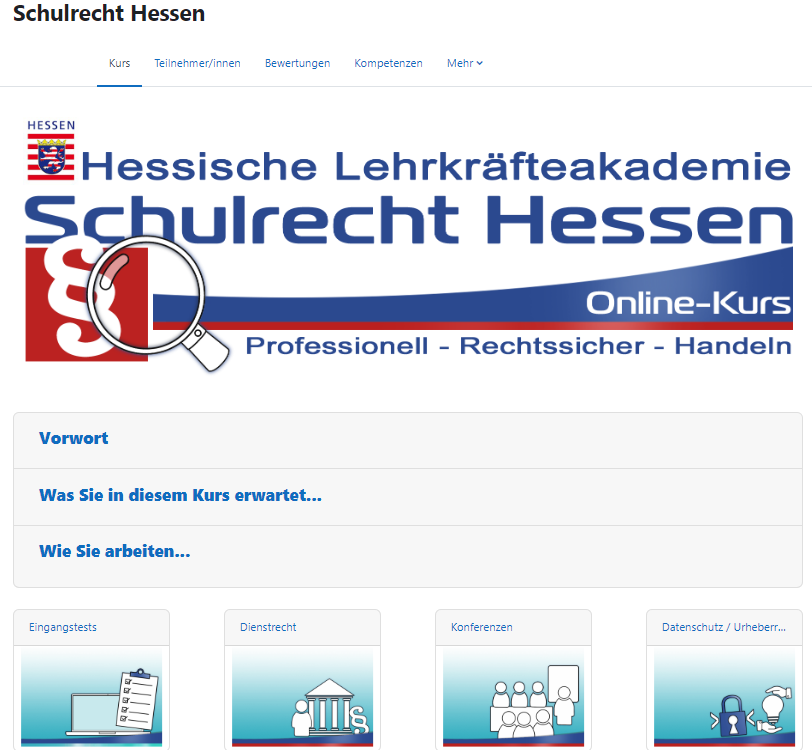 Schulrecht Hessen
Kurs Teilnehmer/innen Bewertungen Kompetenzen Mehr
HESSEN
Hessische Lehrkräfteakademie
Schulrecht Hessen
§
Online-Kurs
Professionell - Rechtssicher - Handeln
Vorwort
Was Sie in diesem Kurs erwartet...
Wie Sie arbeiten...
Eingangstests Dienstrecht Konferenzen Datenschutz / Urheberr...
§